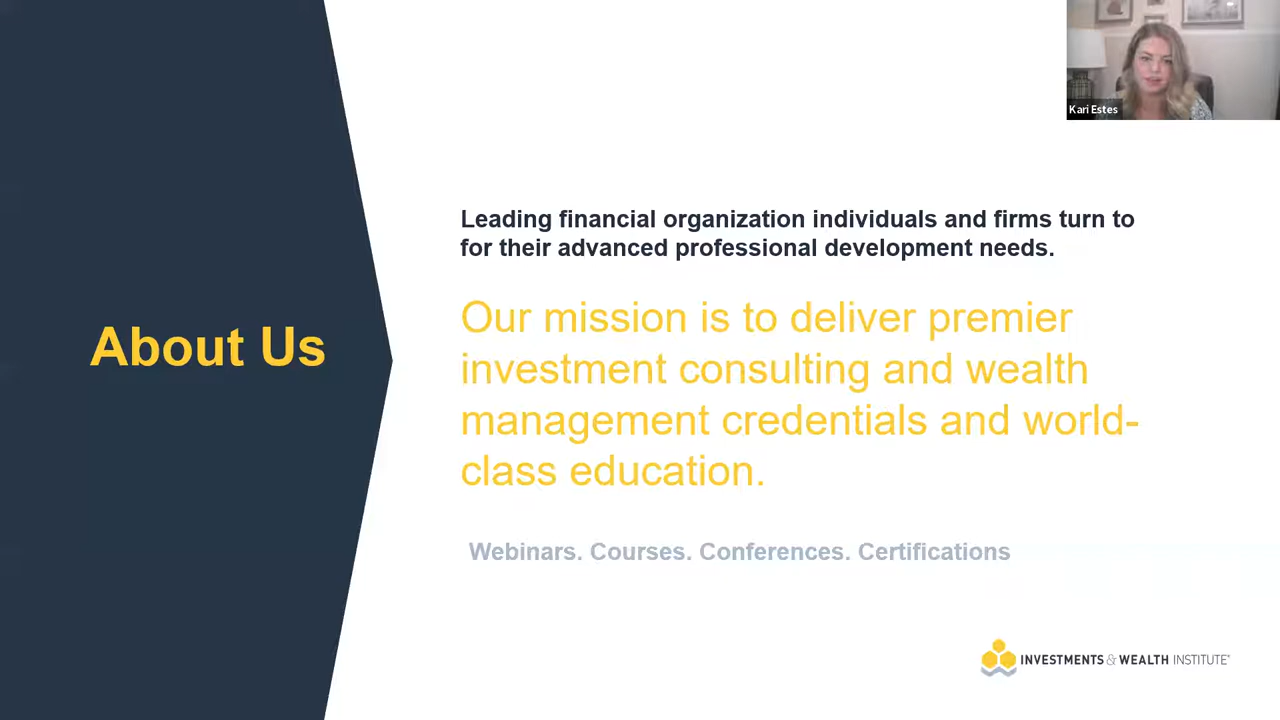 Kari Estes
Leading financial organization individuals and firms turn to
for their advanced professional development needs.
About Us
Our mission is to deliver premier
investment consulting and wealth
management credentials and world-
class education.
Webinars. Courses. Conferences. Certifications
INVESTMENTS & WEALTH INSTITUTE®